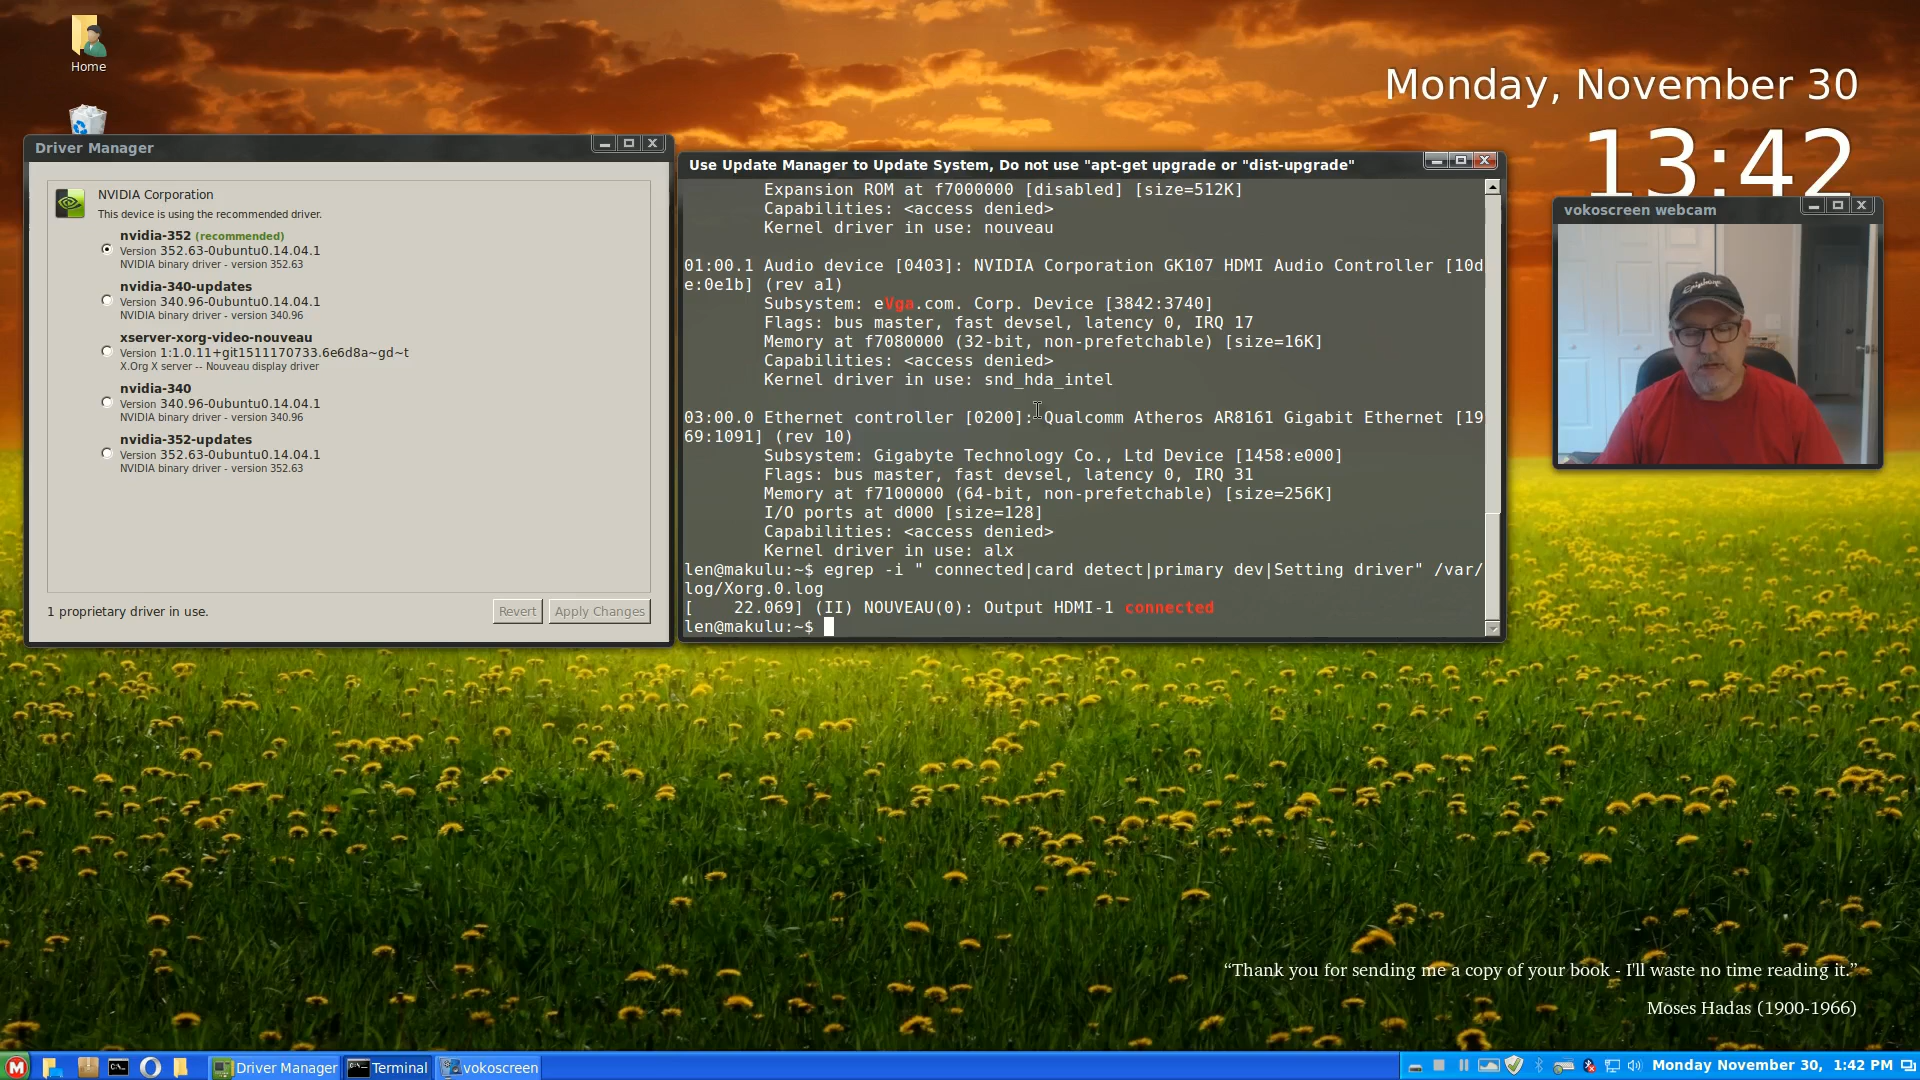 Home
Monday, November 30
13:42
Driver Manager
NVIDIA Corporation
This device is using the recommended driver.
nvidia-352 (recommended)
Version 352.63-0ubuntu0.14.04.1
NVIDIA binary driver - version 352.63
nvidia-340-updates
Version 340.96-0ubuntu0.14.04.1
NVIDIA binary driver - version 340.96
xserver-xorg-video-nouveau
Version 1:1.0.11+git1511170733.6e6d8a~gd~t
X.Org X server -- Nouveau display driver
nvidia-340
Version 340.96-0ubuntu0.14.04.1
NVIDIA binary driver - version 340.96
nvidia-352-updates
Version 352.63-0ubuntu0.14.04.1
NVIDIA binary driver - version 352.63
1 proprietary driver in use.
Revert
Apply Changes
Use Update Manager to Update System, Do not use "apt-get upgrade or "dist-upgrade"
Expansion ROM at f7000000 [disabled] [size=512K]
Capabilities: <access denied>
Kernel driver in use: nouveau
01:00.1 Audio device [0403]: NVIDIA Corporation GK107 HDMI Audio Controller [10d
e:0e1b] (rev a1)
Subsystem: eVga.com. Corp. Device [3842:3740]
Flags: bus master, fast devsel, latency 0, IRQ 17
Memory at f7080000 (32-bit, non-prefetchable) [size=16K]
Capabilities: <access denied>
Kernel driver in use: snd_hda_intel
03:00.0 Ethernet controller [0200]: Qualcomm Atheros AR8161 Gigabit Ethernet [19
69:1091] (rev 10)
Subsystem: Gigabyte Technology Co., Ltd Device [1458:e000]
Flags: bus master, fast devsel, latency 0, IRQ 31
Memory at f7100000 (64-bit, non-prefetchable) [size=256K]
I/O ports at d000 [size=128]
Capabilities: <access denied>
Kernel driver in use: alx
len@makulu:~$ egrep -i " connected|card detect|primary dev|Setting driver" /var/
log/Xorg.0.log
[    22.069] (II) NOUVEAU(0): Output HDMI-1 connected
len@makulu:~$
vokoscreen webcam
Epiphone
“Thank you for sending me a copy of your book - I'll waste no time reading it.”
Moses Hadas (1900-1966)
M
Driver Manager
Terminal
vokoscreen
Monday November 30, 1:42 PM